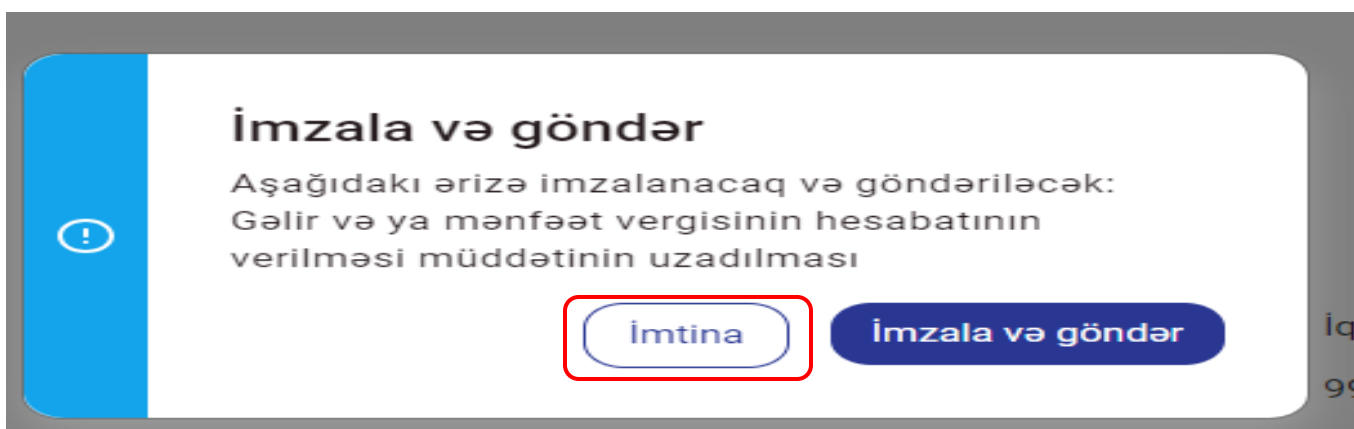 İmzala və göndər
Aşağıdakı ərizə imzalanacaq və göndəriləcək:
Gəlir və ya mənfəət vergisinin hesabatının
verilməsi müddətinin uzadılması
İmtina
İmzala və göndər